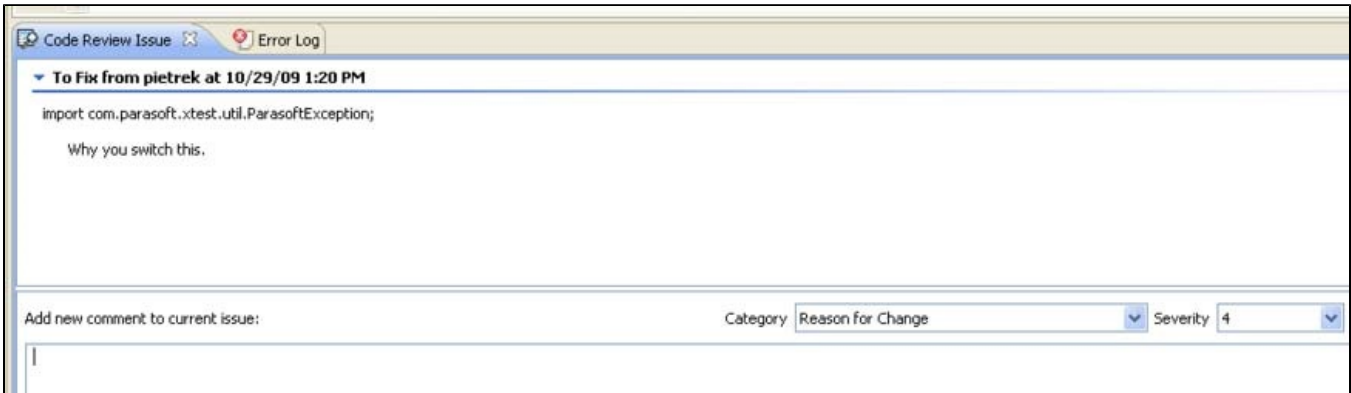 Code Review Issue Error Log
To Fix from pietrek at 10/29/09 1:20 PM
import com.parasoft.xtest.util.ParasoftException;
Why you switch this.
Add new comment to current issue: Category Reason for Change Severity 4